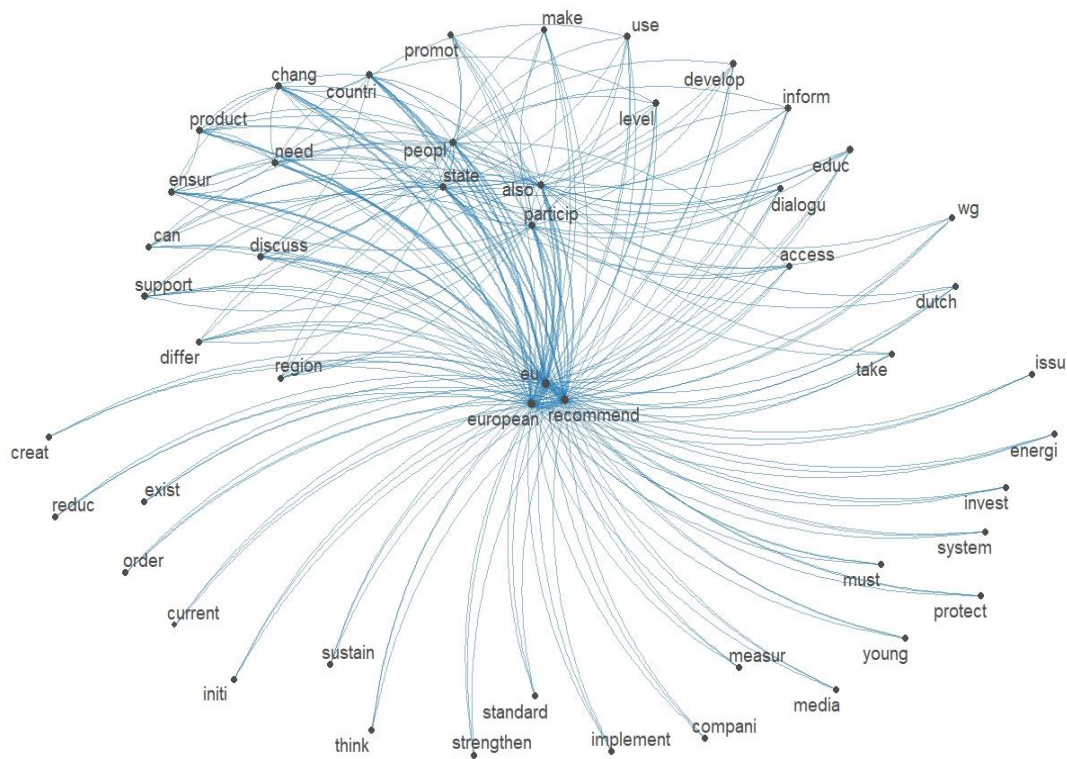 make
use
promot
chang
countri
develop
inform
product
level
need
peopl
educ
ensur
state
also
dialogu
particip
wg
can
discuss
access
support
dutch
differ
region
eu
take
issu
european
recommend
creat
energi
reduc
exist
invest
order
system
must
current
protect
sustain
measur
young
initi
standard
media
think
strengthen
implement
compani